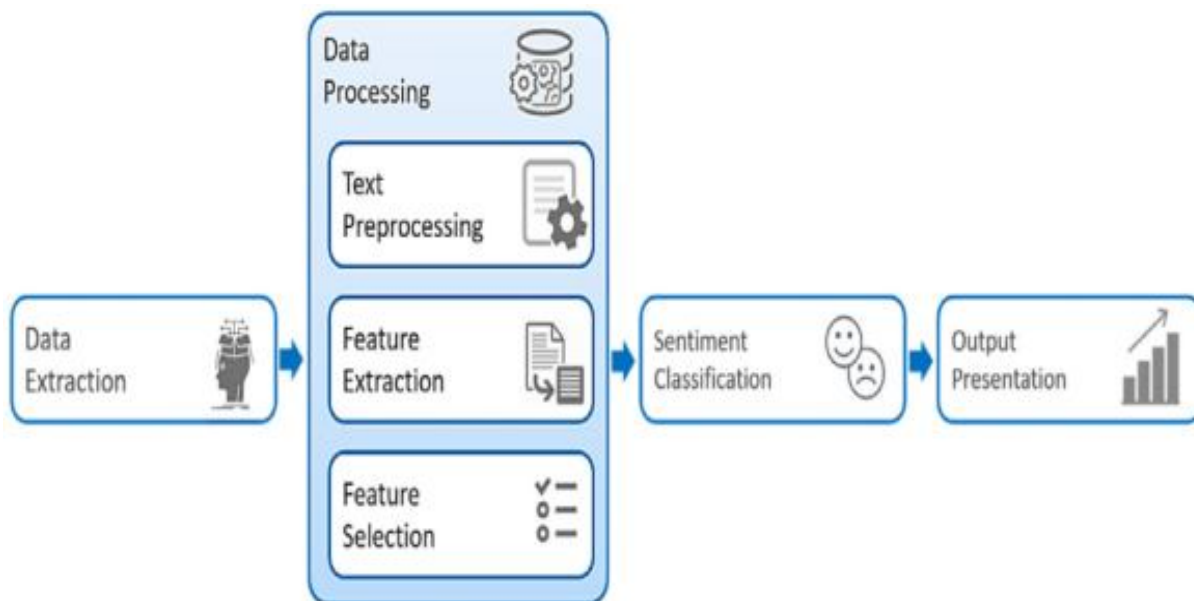 Data
Extraction
Data
Processing
Text
Preprocessing
Feature
Extraction
Feature
Selection
Sentiment
Classification
Output
Presentation